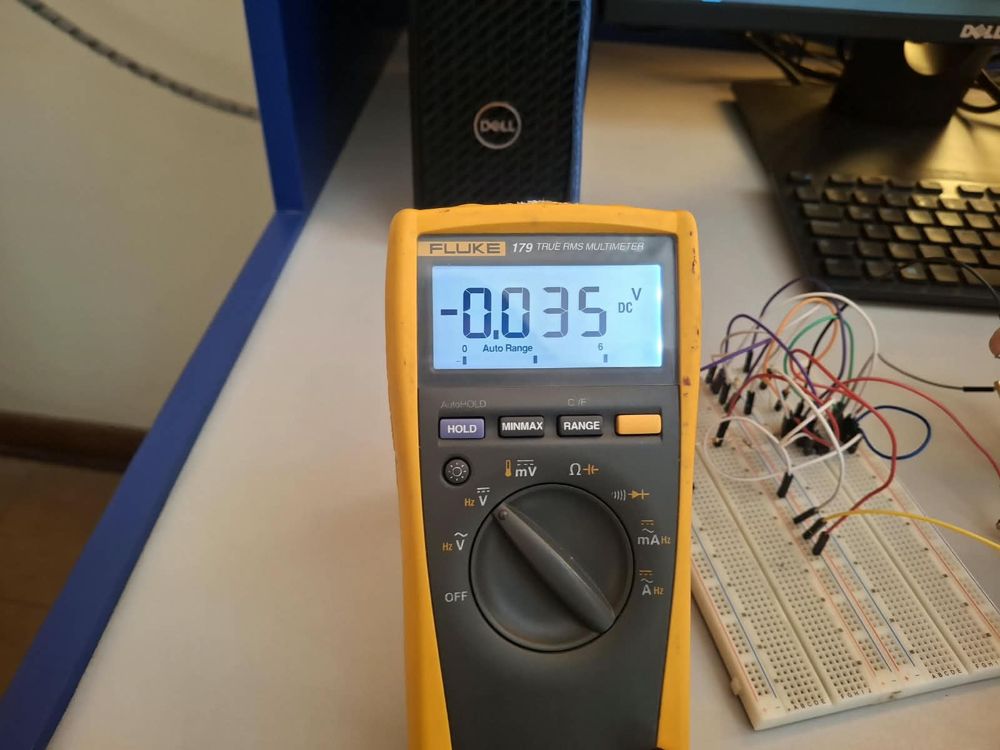 DELL
DELL
FLUKE 179 TRUE RMS MULTIMETER
-0.035 DC V
0 Auto Range 6
AutoHOLD C/F
HOLD MINMAX RANGE
mV Ω
Hz V
Hz V
mA Hz
OFF
A Hz